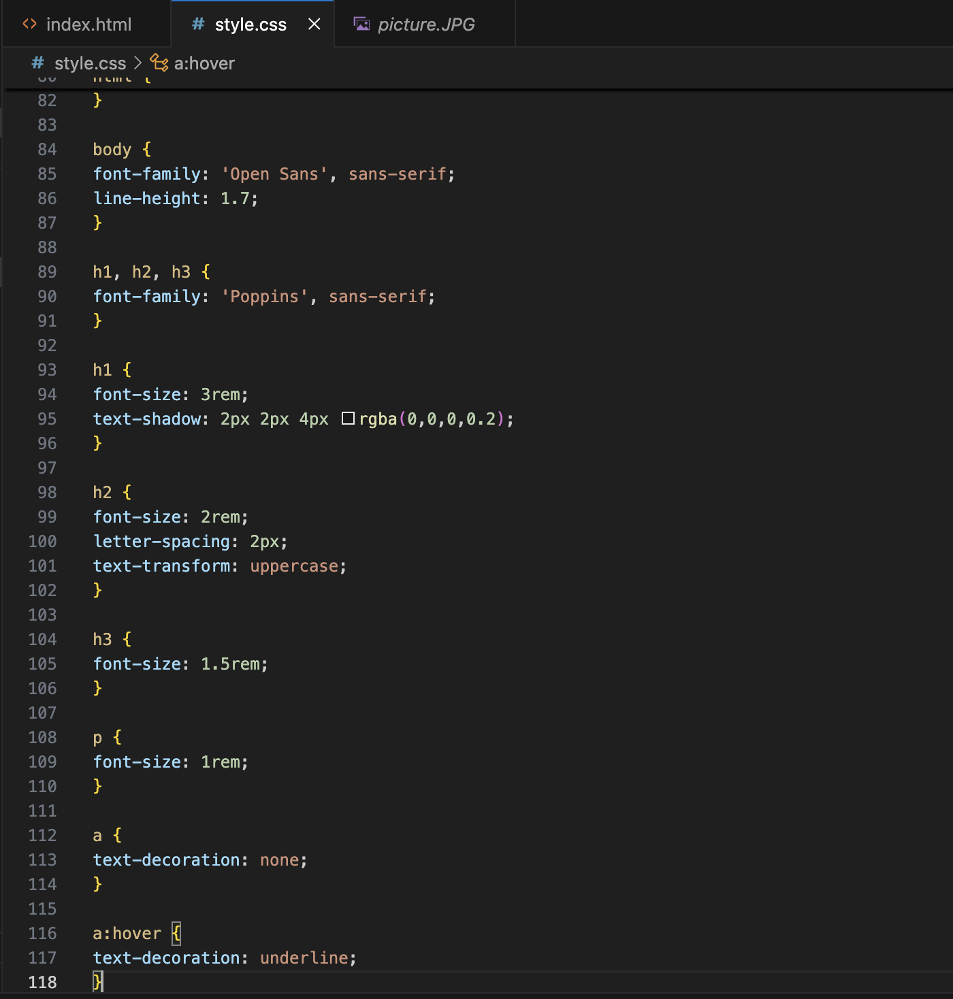 index.html
style.css
picture.JPG
# style.css > a:hover
82 }
83
84 body {
85 font-family: 'Open Sans', sans-serif;
86 line-height: 1.7;
87 }
88
89 h1, h2, h3 {
90 font-family: 'Poppins', sans-serif;
91 }
92
93 h1 {
94 font-size: 3rem;
95 text-shadow: 2px 2px 4px rgba(0,0,0,0.2);
96 }
97
98 h2 {
99 font-size: 2rem;
100 letter-spacing: 2px;
101 text-transform: uppercase;
102 }
103
104 h3 {
105 font-size: 1.5rem;
106 }
107
108 p {
109 font-size: 1rem;
110 }
111
112 a {
113 text-decoration: none;
114 }
115
116 a:hover {
117 text-decoration: underline;
118 }